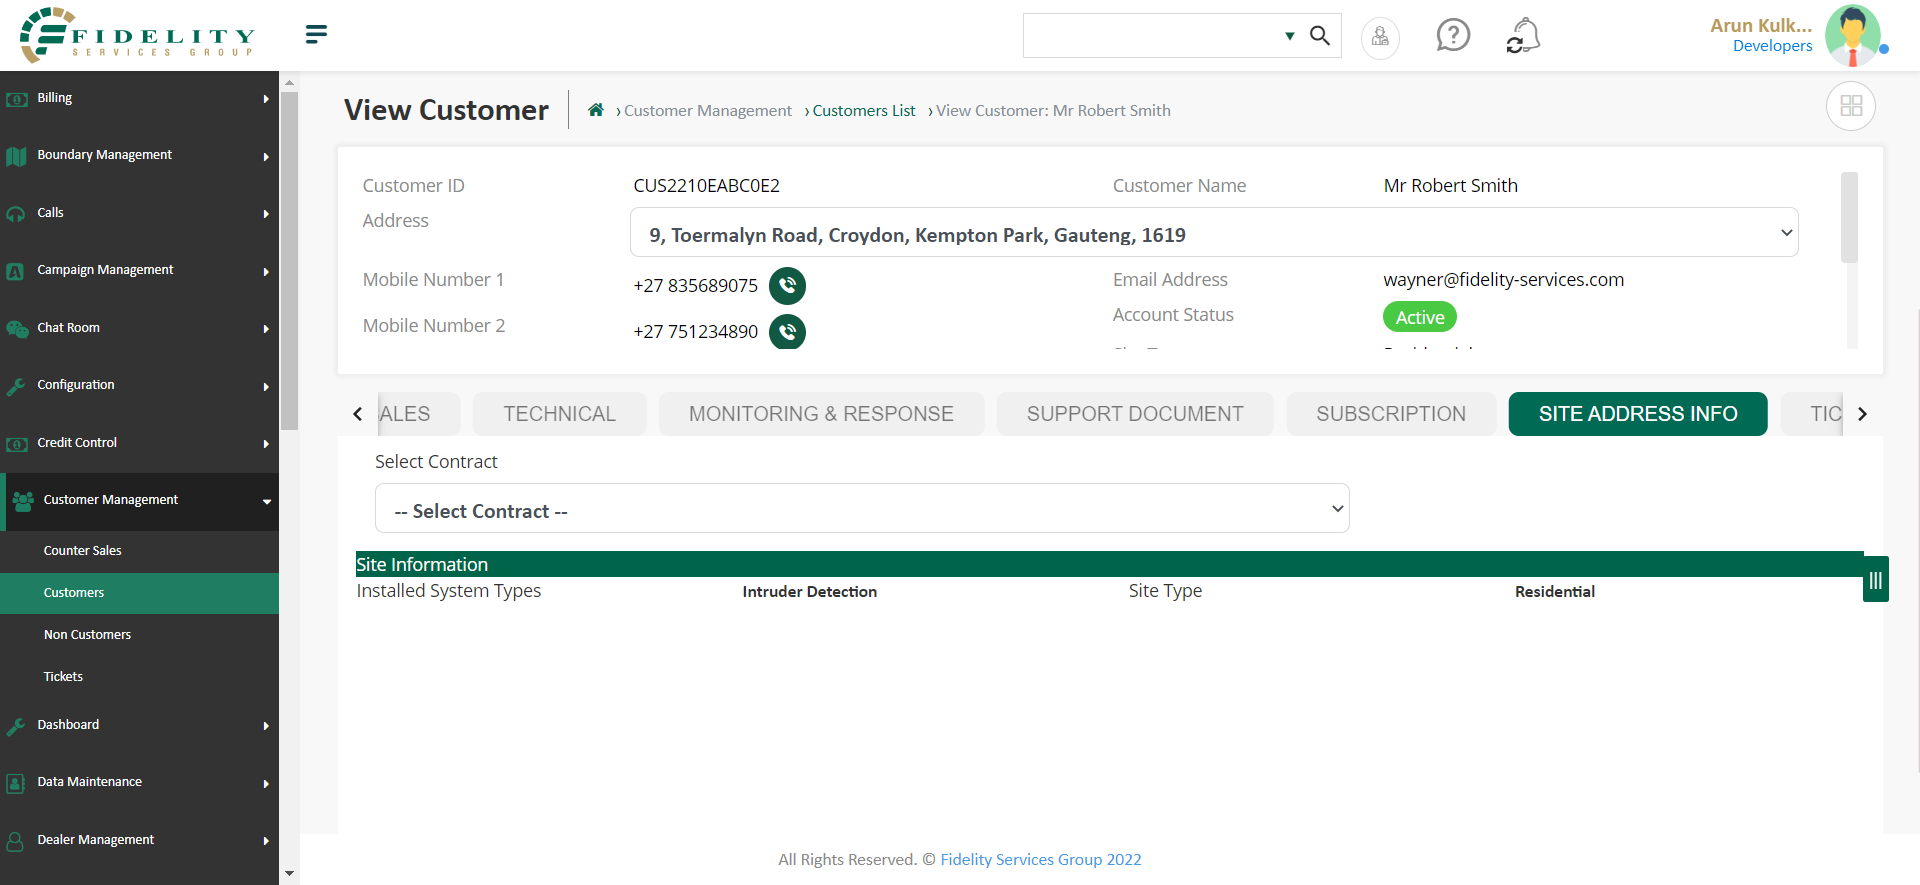 FIDELITY
SERVICES GROUP
Arun Kulk...
Developers
Billing
Boundary Management
Calls
Campaign Management
Chat Room
Configuration
Credit Control
Customer Management
Counter Sales
Customers
Non Customers
Tickets
Dashboard
Data Maintenance
Dealer Management
View Customer
› Customer Management › Customers List › View Customer: Mr Robert Smith
Customer ID CUS2210EABC0E2 Customer Name Mr Robert Smith
Address 9, Toermalyn Road, Croydon, Kempton Park, Gauteng, 1619
Mobile Number 1 +27 835689075 Email Address wayner@fidelity-services.com
Account Status Active
Mobile Number 2 +27 751234890
ALES TECHNICAL MONITORING & RESPONSE SUPPORT DOCUMENT SUBSCRIPTION SITE ADDRESS INFO TIC
Select Contract
-- Select Contract --
Site Information
Installed System Types Intruder Detection Site Type Residential
All Rights Reserved. © Fidelity Services Group 2022